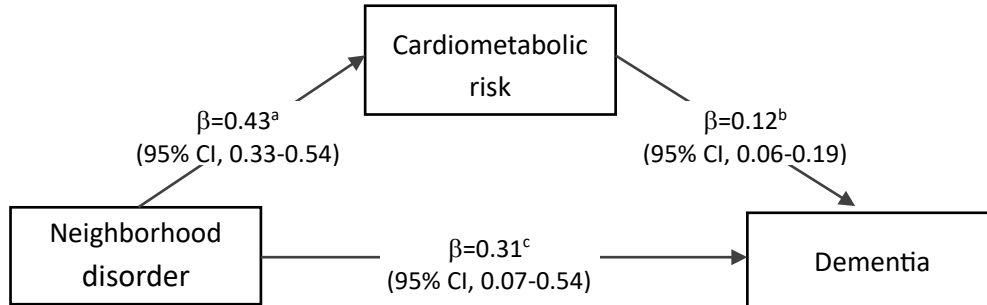 Cardiometabolic
risk
β=0.43ᵃ
(95% CI, 0.33-0.54)
β=0.12ᵇ
(95% CI, 0.06-0.19)
Neighborhood
disorder
β=0.31ᶜ
(95% CI, 0.07-0.54)
Dementia